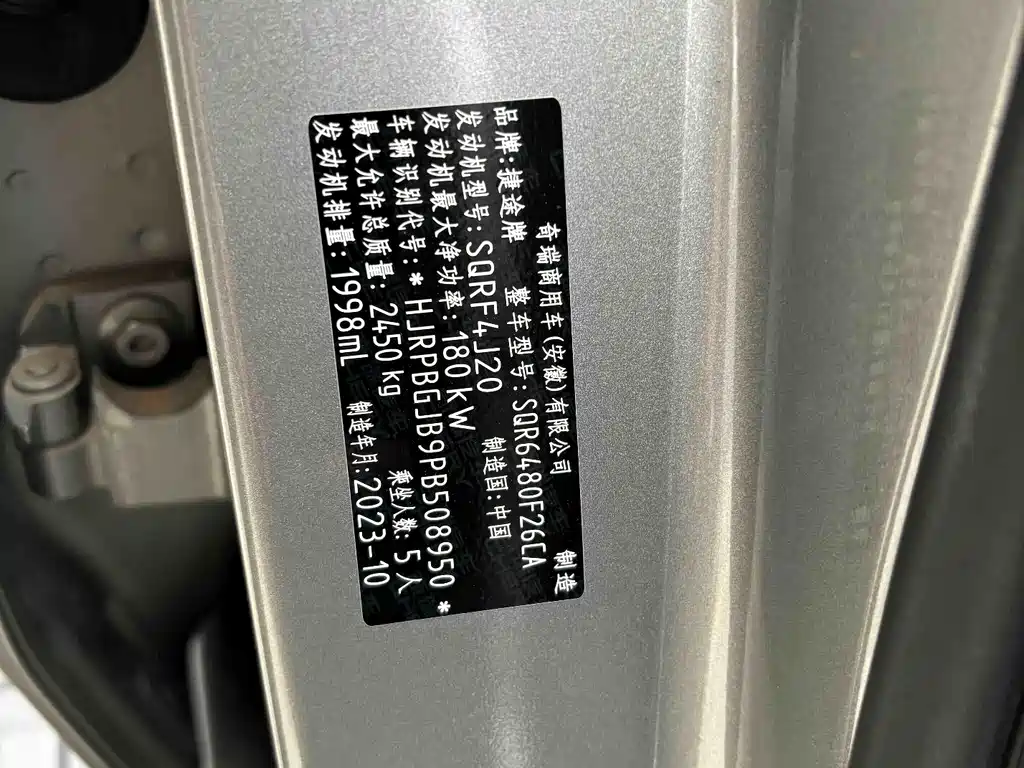 奇瑞商用车(安徽)有限公司 制造
品牌:捷途牌 整车型号:SQR6480F26CA
发动机型号:SQRF4J20 制造国:中国
发动机最大净功率:180kW
车辆识别代号:* HJRPBGJB9PB508950 *
最大允许总质量:2450kg 乘坐人数:5人
发动机排量:1998mL 制造年月:2023-10